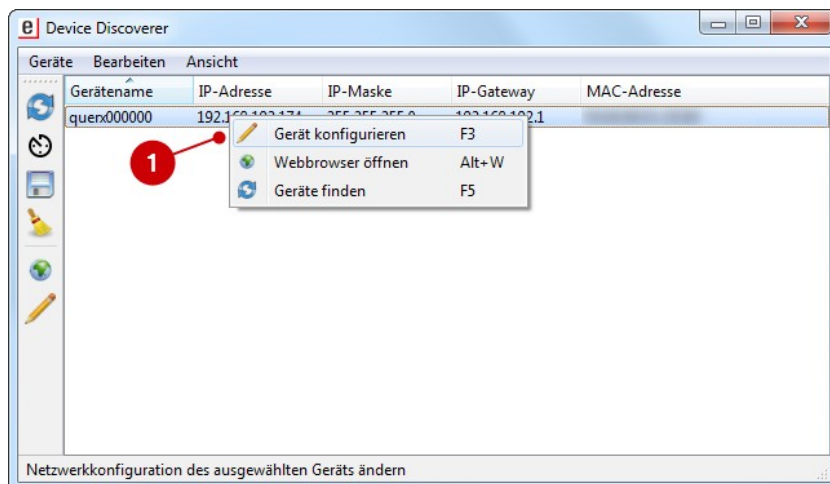 e Device Discoverer
Geräte Bearbeiten Ansicht
Gerätename IP-Adresse IP-Maske IP-Gateway MAC-Adresse
querx000000
Gerät konfigurieren F3
1
Webbrowser öffnen Alt+W
Geräte finden F5
Netzwerkkonfiguration des ausgewählten Geräts ändern